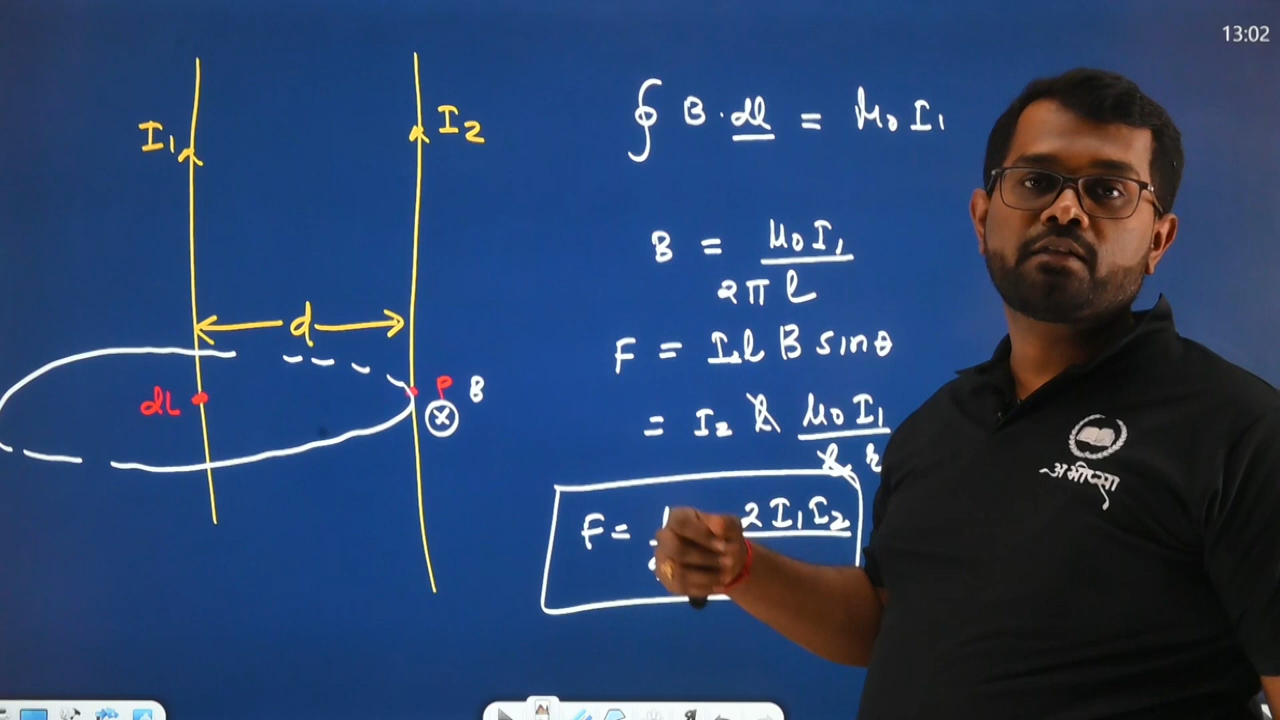 13:02
I₁
I₂
d
dL
P B
⊗
∮ B · dl = μ₀ I₁
B = μ₀ I₁ / 2π l
F = I₂ l B sinθ
= I₂ l μ₀ I₁
F = 2 I₁ I₂
अभीप्सा